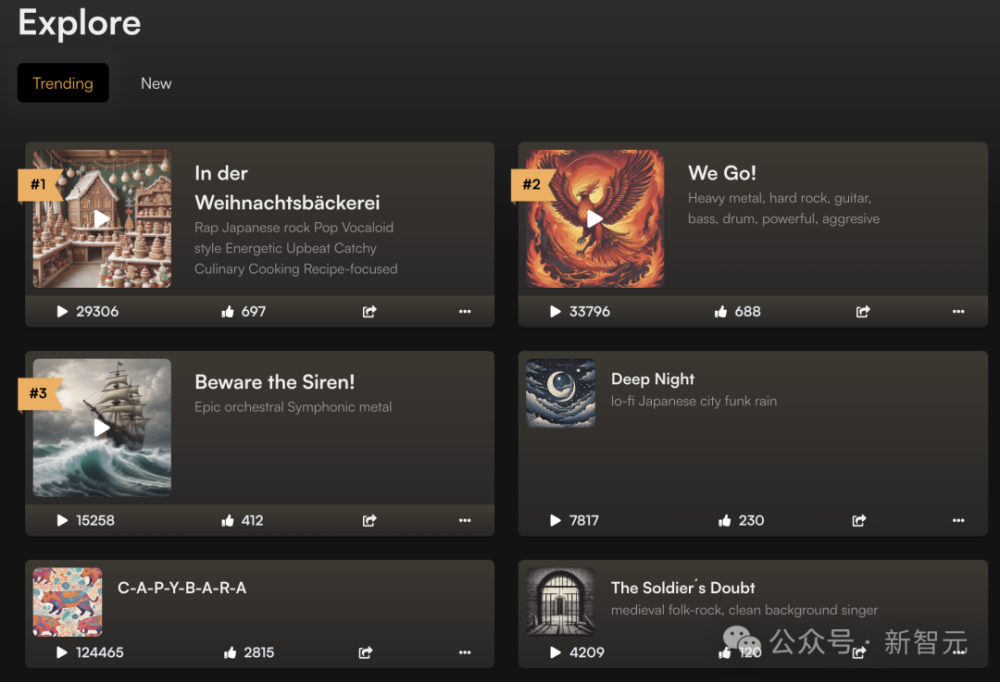 Explore
Trending New
#1
In der
Weihnachtsbäckerei
Rap Japanese rock Pop Vocaloid
style Energetic Upbeat Catchy
Culinary Cooking Recipe-focused
29306 697
#2
We Go!
Heavy metal, hard rock, guitar,
bass, drum, powerful, aggresive
33796 688
#3
Beware the Siren!
Epic orchestral Symphonic metal
15258 412
Deep Night
lo-fi Japanese city funk rain
7817 230
C-A-P-Y-B-A-R-A
124465 2815
The Soldier´s Doubt
medieval folk-rock, clean background singer
4209 120
公众号 · 新智元